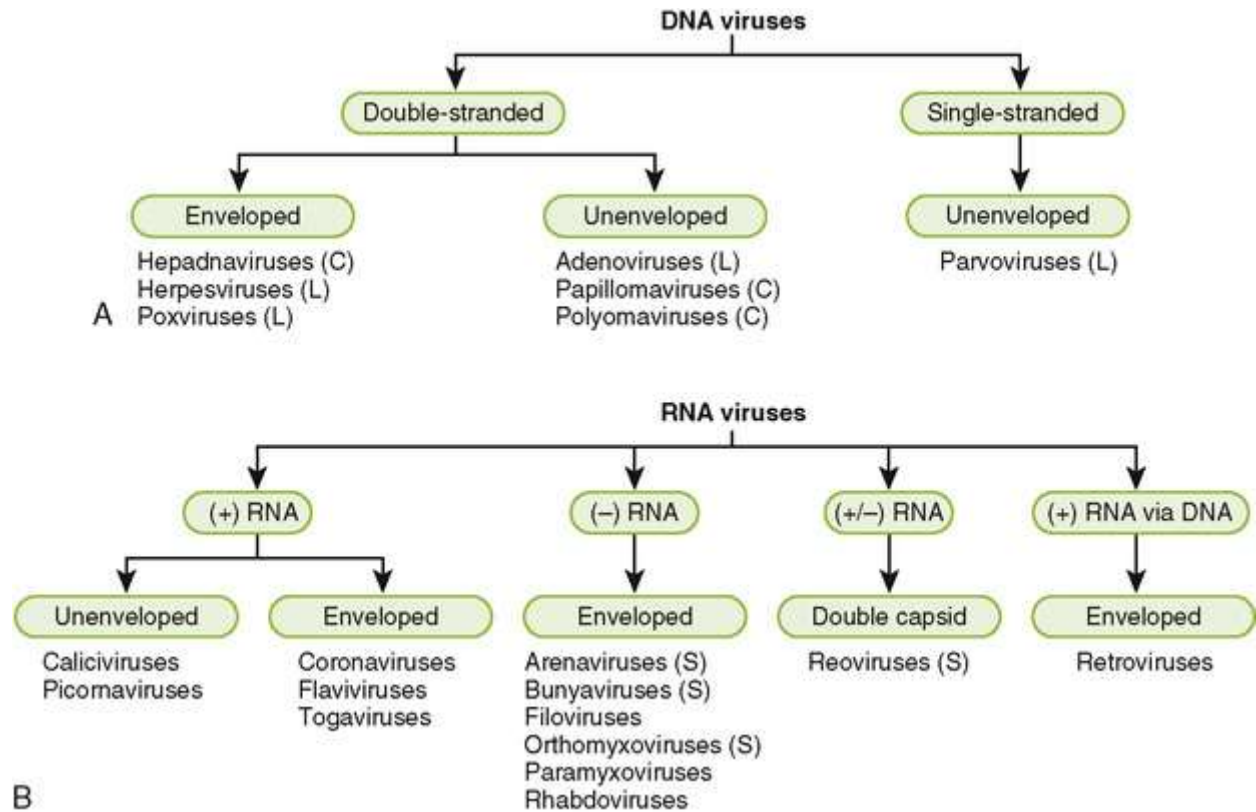 DNA viruses
Double-stranded
Single-stranded
Enveloped
Unenveloped
Unenveloped
Hepadnaviruses (C)
Herpesviruses (L)
Poxviruses (L)
Adenoviruses (L)
Papillomaviruses (C)
Polyomaviruses (C)
Parvoviruses (L)
A
RNA viruses
(+) RNA
(–) RNA
(+/–) RNA
(+) RNA via DNA
Unenveloped
Enveloped
Enveloped
Double capsid
Enveloped
Caliciviruses
Picornaviruses
Coronaviruses
Flaviviruses
Togaviruses
Arenaviruses (S)
Bunyaviruses (S)
Filoviruses
Orthomyxoviruses (S)
Paramyxoviruses
Rhabdoviruses
Reoviruses (S)
Retroviruses
B